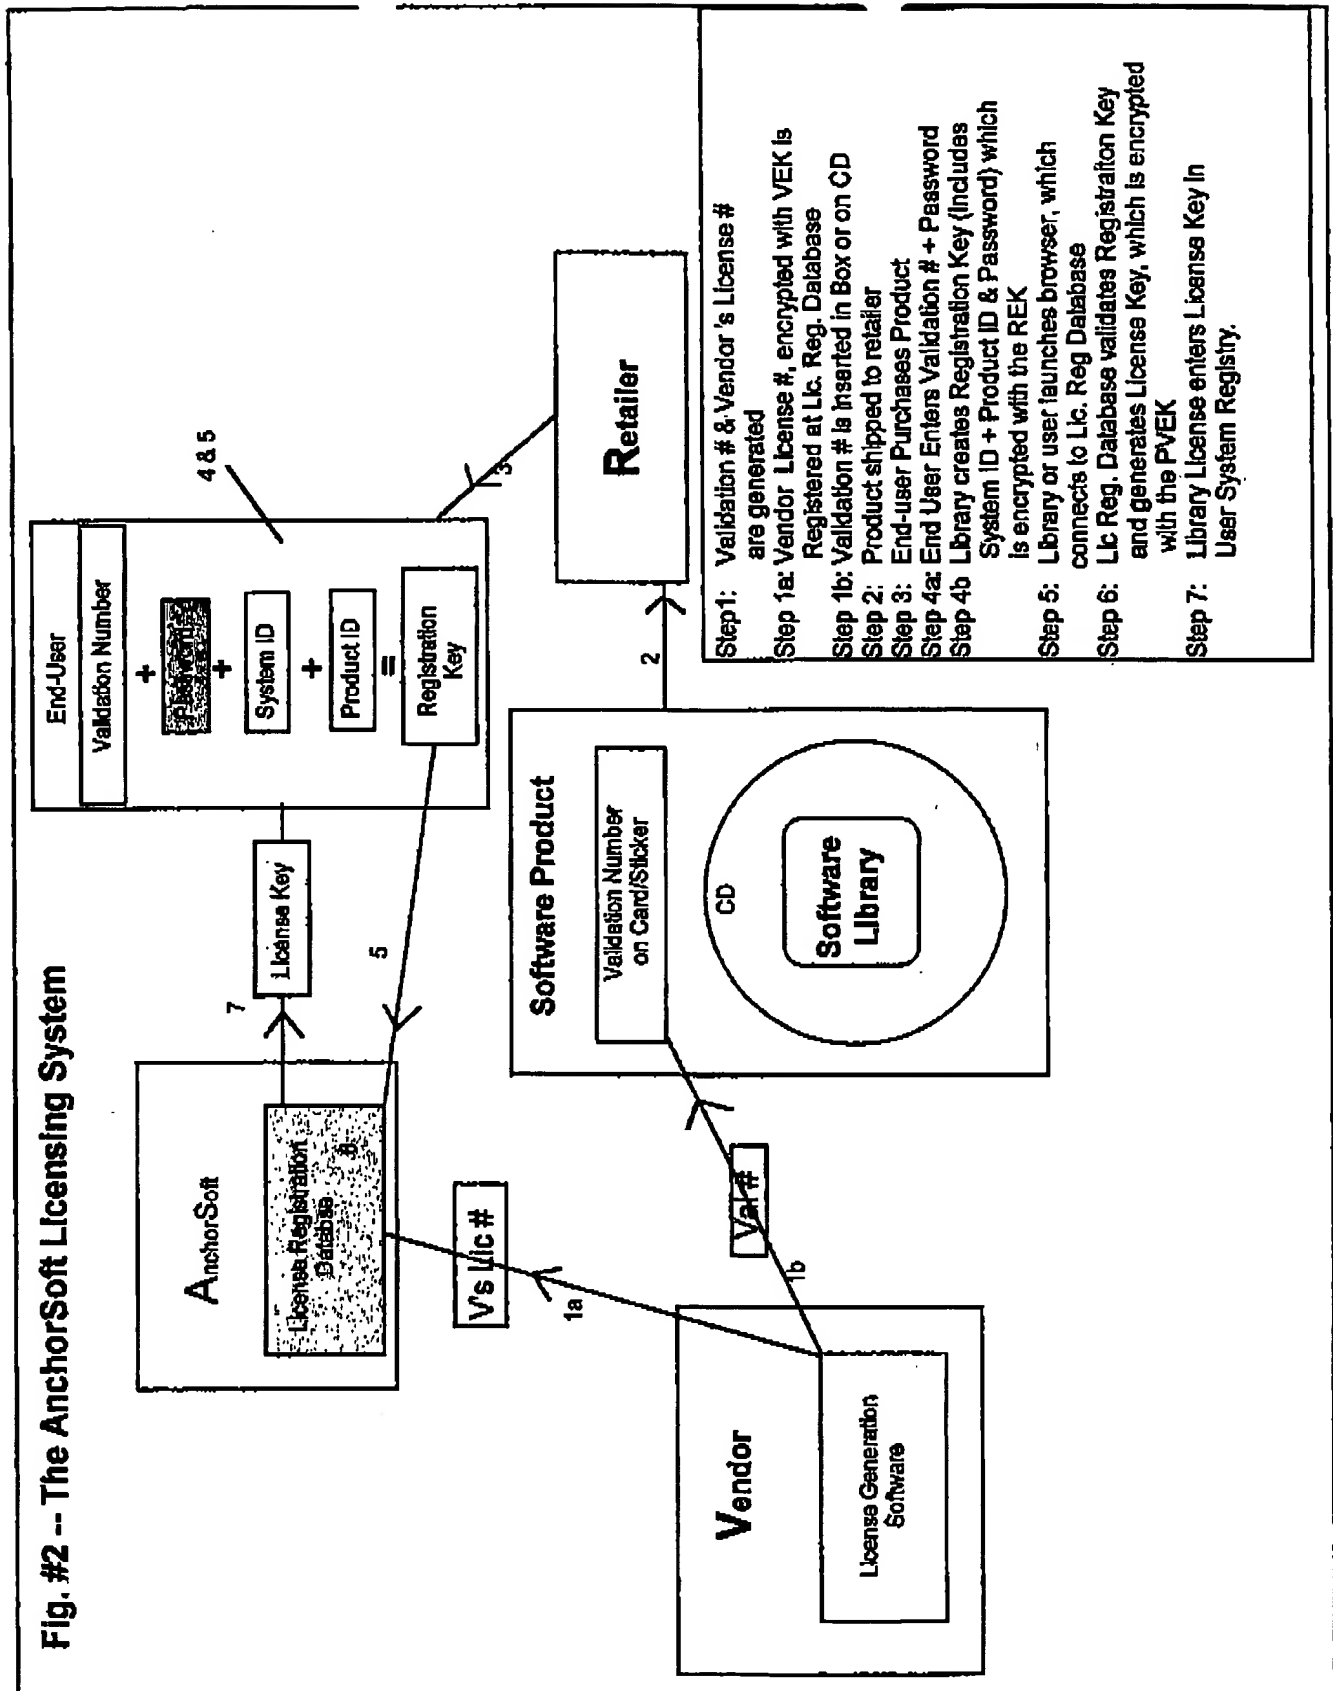 Fig. #2 -- The AnchorSoft Licensing System
AnchorSoft
License Registration
Database
6
7
License Key
5
End-User
Validation Number
+
Password
+
System ID
+
Product ID
=
Registration
Key
4 & 5
V's Lic #
1a
Val #
1b
Software Product
Validation Number
on Card/Sticker
CD
Software
Library
2
3
Retailer
Vendor
License Generation
Software
Step1: Validation # & Vendor 's License #
are generated
Step 1a: Vendor License #, encrypted with VEK is
Registered at Lic. Reg. Database
Step 1b: Validation # is inserted in Box or on CD
Step 2: Product shipped to retailer
Step 3: End-user Purchases Product
Step 4a: End User Enters Validation # + Password
Step 4b Library creates Registration Key (Includes
System ID + Product ID & Password) which
is encrypted with the REK
Step 5: Library or user launches browser, which
connects to Lic. Reg Database
Step 6: Lic Reg. Database validates Registraiton Key
and generates License Key, which is encrypted
with the PVEK
Step 7: Library License enters License Key In
User System Registry.